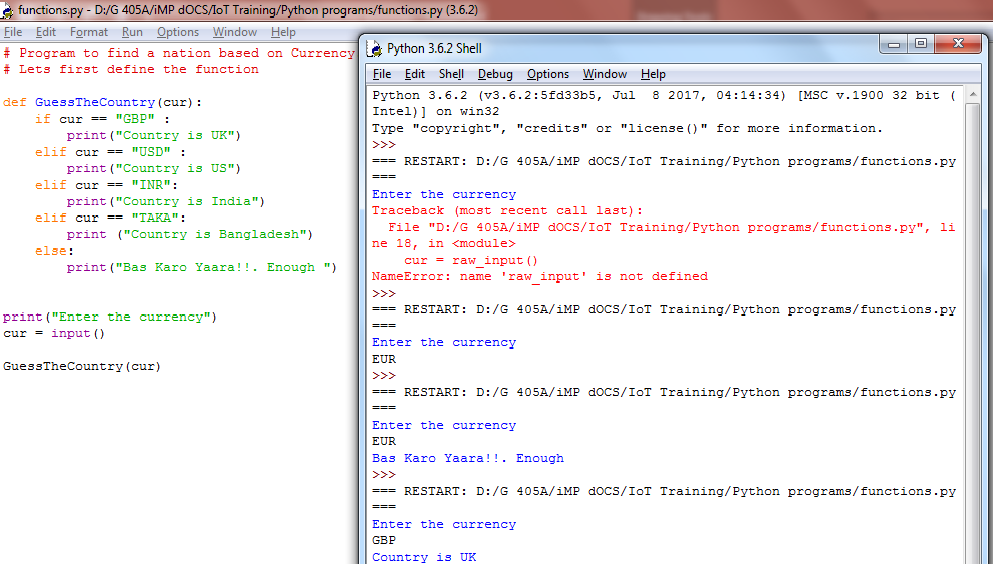 functions.py - D:/G 405A/iMP dOCS/IoT Training/Python programs/functions.py (3.6.2)
File Edit Format Run Options Window Help
# Program to find a nation based on Currency
# Lets first define the function
def GuessTheCountry(cur):
    if cur == "GBP" :
        print("Country is UK")
    elif cur == "USD" :
        print("Country is US")
    elif cur == "INR":
        print("Country is India")
    elif cur == "TAKA":
        print ("Country is Bangladesh")
    else:
        print("Bas Karo Yaara!!. Enough ")
print("Enter the currency")
cur = input()
GuessTheCountry(cur)
Python 3.6.2 Shell
File Edit Shell Debug Options Window Help
Python 3.6.2 (v3.6.2:5fd33b5, Jul  8 2017, 04:14:34) [MSC v.1900 32 bit (
Intel)] on win32
Type "copyright", "credits" or "license()" for more information.
>>>
=== RESTART: D:/G 405A/iMP dOCS/IoT Training/Python programs/functions.py
===
Enter the currency
Traceback (most recent call last):
  File "D:/G 405A/iMP dOCS/IoT Training/Python programs/functions.py", li
ne 18, in <module>
    cur = raw_input()
NameError: name 'raw_input' is not defined
>>>
=== RESTART: D:/G 405A/iMP dOCS/IoT Training/Python programs/functions.py
===
Enter the currency
EUR
>>>
=== RESTART: D:/G 405A/iMP dOCS/IoT Training/Python programs/functions.py
===
Enter the currency
EUR
Bas Karo Yaara!!. Enough
>>>
=== RESTART: D:/G 405A/iMP dOCS/IoT Training/Python programs/functions.py
===
Enter the currency
GBP
Country is UK